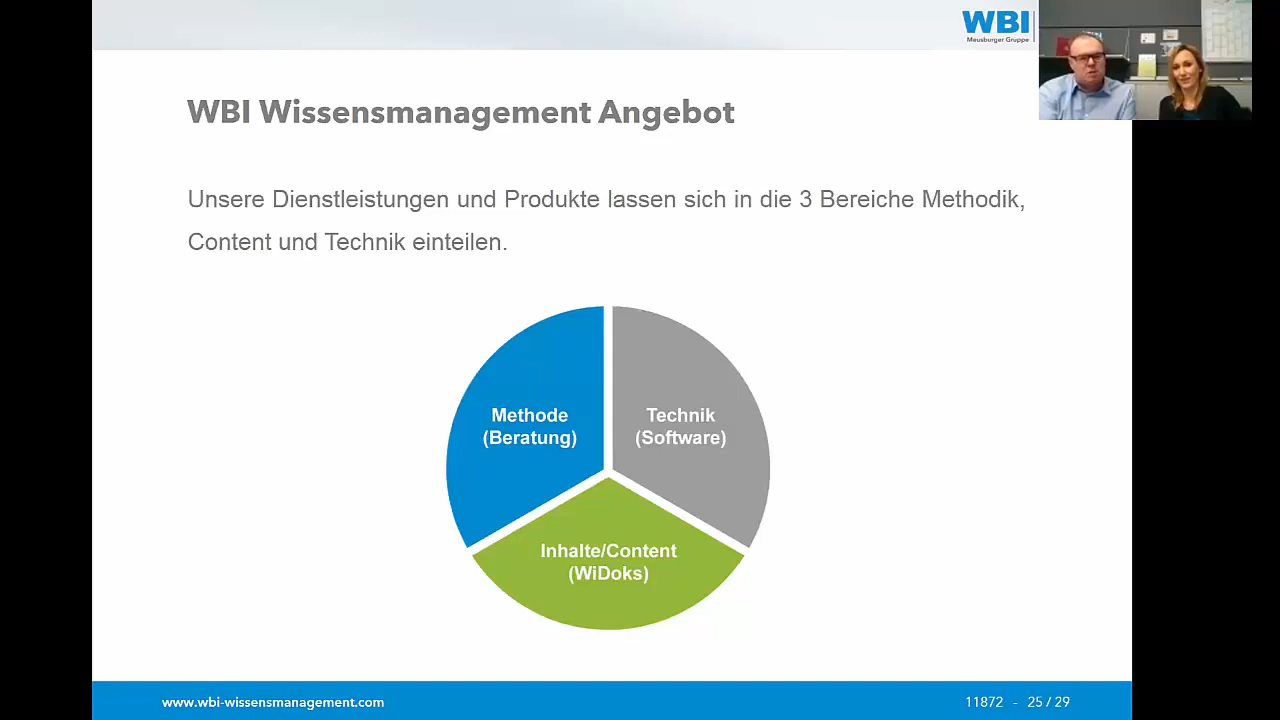 WBI
Meusburger Gruppe
WBI Wissensmanagement Angebot
Unsere Dienstleistungen und Produkte lassen sich in die 3 Bereiche Methodik,
Content und Technik einteilen.
Methode
(Beratung)
Technik
(Software)
Inhalte/Content
(WiDoks)
www.wbi-wissensmanagement.com
11872 - 25 / 29